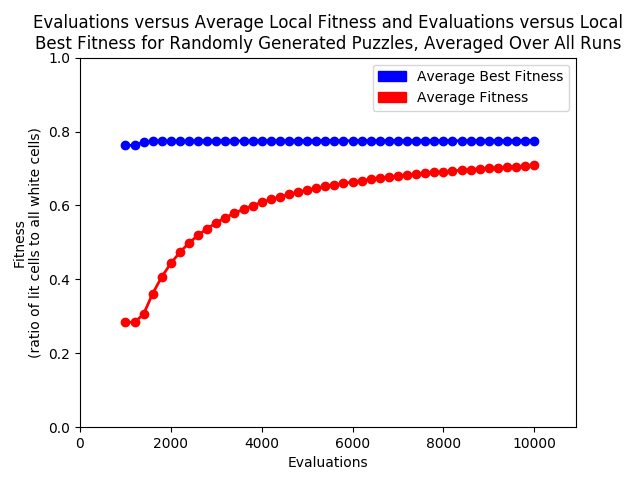 Evaluations versus Average Local Fitness and Evaluations versus Local
Best Fitness for Randomly Generated Puzzles, Averaged Over All Runs
Average Best Fitness
Average Fitness
Fitness
(ratio of lit cells to all white cells)
1.0
0.8
0.6
0.4
0.2
0.0
0
2000
4000
6000
8000
10000
Evaluations